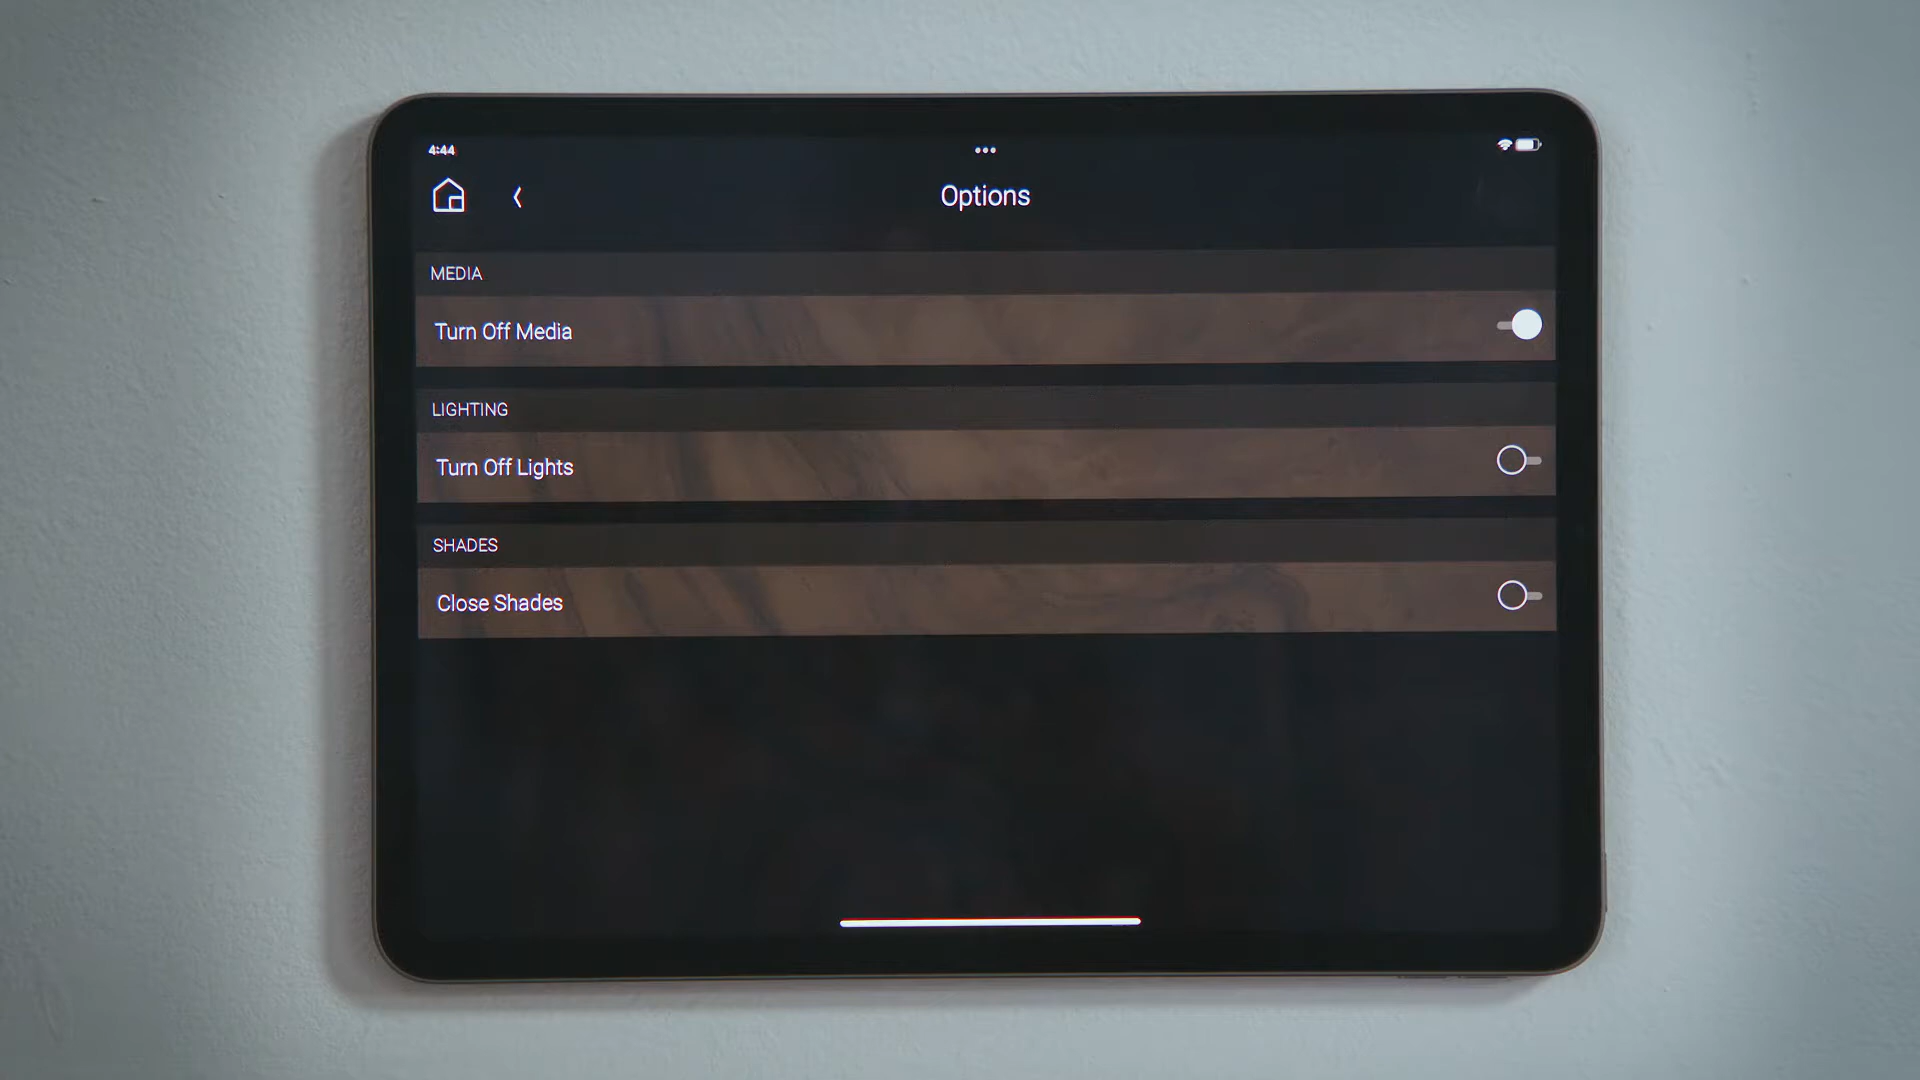 4:44
Options
MEDIA
Turn Off Media
LIGHTING
Turn Off Lights
SHADES
Close Shades